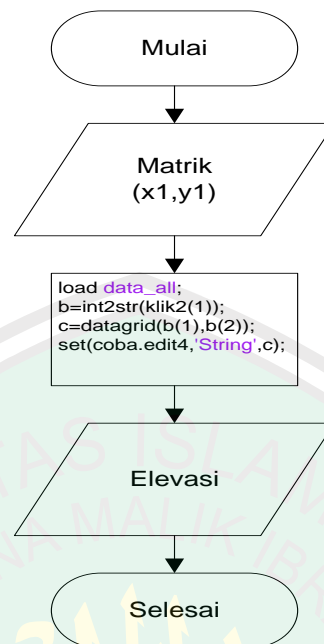 Mulai
Matrik
(x1,y1)
load data_all;
b=int2str(klik2(1));
c=datagrid(b(1),b(2));
set(coba.edit4,'String',c);
Elevasi
Selesai